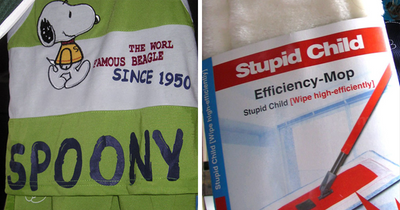 THE WORL
FAMOUS BEAGLE
SINCE 1950
SPOONY
Stupid Child
Efficiency-Mop
Stupid Child [Wipe high-efficiently]
Stupid Child [Wipe high-efficiently]